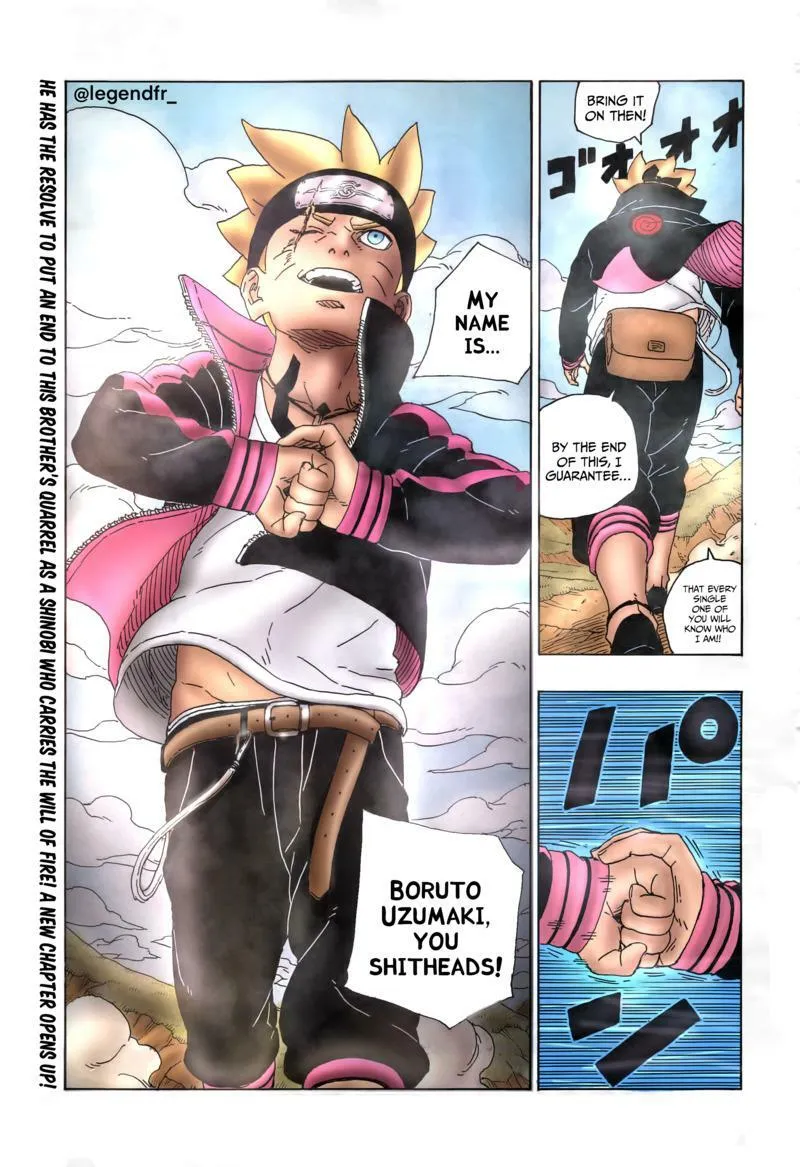 BRING IT
ON THEN!
ゴオオオ
BY THE END
OF THIS, I
GUARANTEE...
THAT EVERY
SINGLE
ONE OF
YOU WILL
KNOW WHO
I AM!!
パン
@legendfr_
MY
NAME
IS...
BORUTO
UZUMAKI,
YOU
SHITHEADS!
HE HAS THE RESOLVE TO PUT AN END TO THIS BROTHER'S QUARREL AS A SHINOBI WHO CARRIES THE WILL OF FIRE! A NEW CHAPTER OPENS UP!